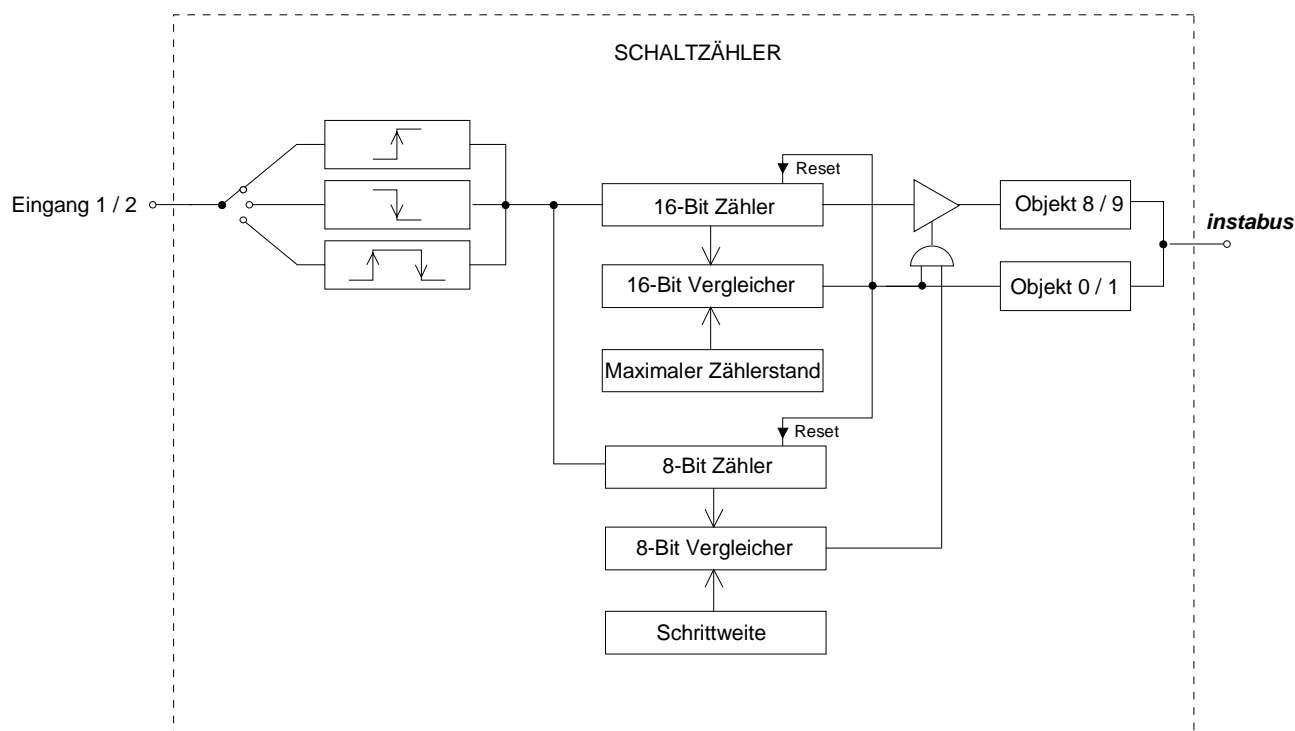 SCHALTZÄHLER
Eingang 1 / 2
Reset
16-Bit Zähler
Objekt 8 / 9
instabus
16-Bit Vergleicher
Objekt 0 / 1
Maximaler Zählerstand
Reset
8-Bit Zähler
8-Bit Vergleicher
Schrittweite